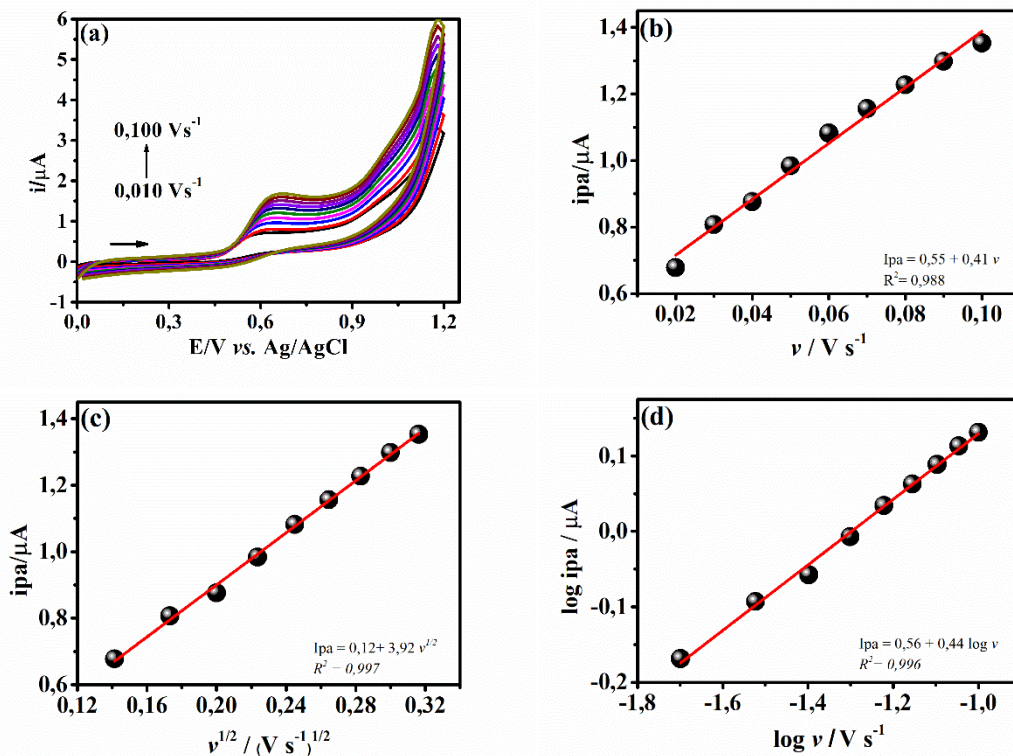 (a)
6
5
4
3
2
1
0
-1
i/µA
0,100 Vs⁻¹
0,010 Vs⁻¹
0,0 0,3 0,6 0,9 1,2
E/V vs. Ag/AgCl
(b)
1,4
1,2
1,0
0,8
0,6
ipa/µA
Ipa = 0,55 + 0,41 v
R²= 0,988
0,02 0,04 0,06 0,08 0,10
v / V s⁻¹
(c)
1,4
1,2
1,0
0,8
0,6
ipa/µA
Ipa = 0,12+ 3,92 v¹/²
R² = 0,997
0,12 0,16 0,20 0,24 0,28 0,32
v¹/² / (V s⁻¹)¹/²
(d)
0,1
0,0
-0,1
-0,2
log ipa / µA
Ipa = 0,56 + 0,44 log v
R²= 0,996
-1,8 -1,6 -1,4 -1,2 -1,0
log v / V s⁻¹